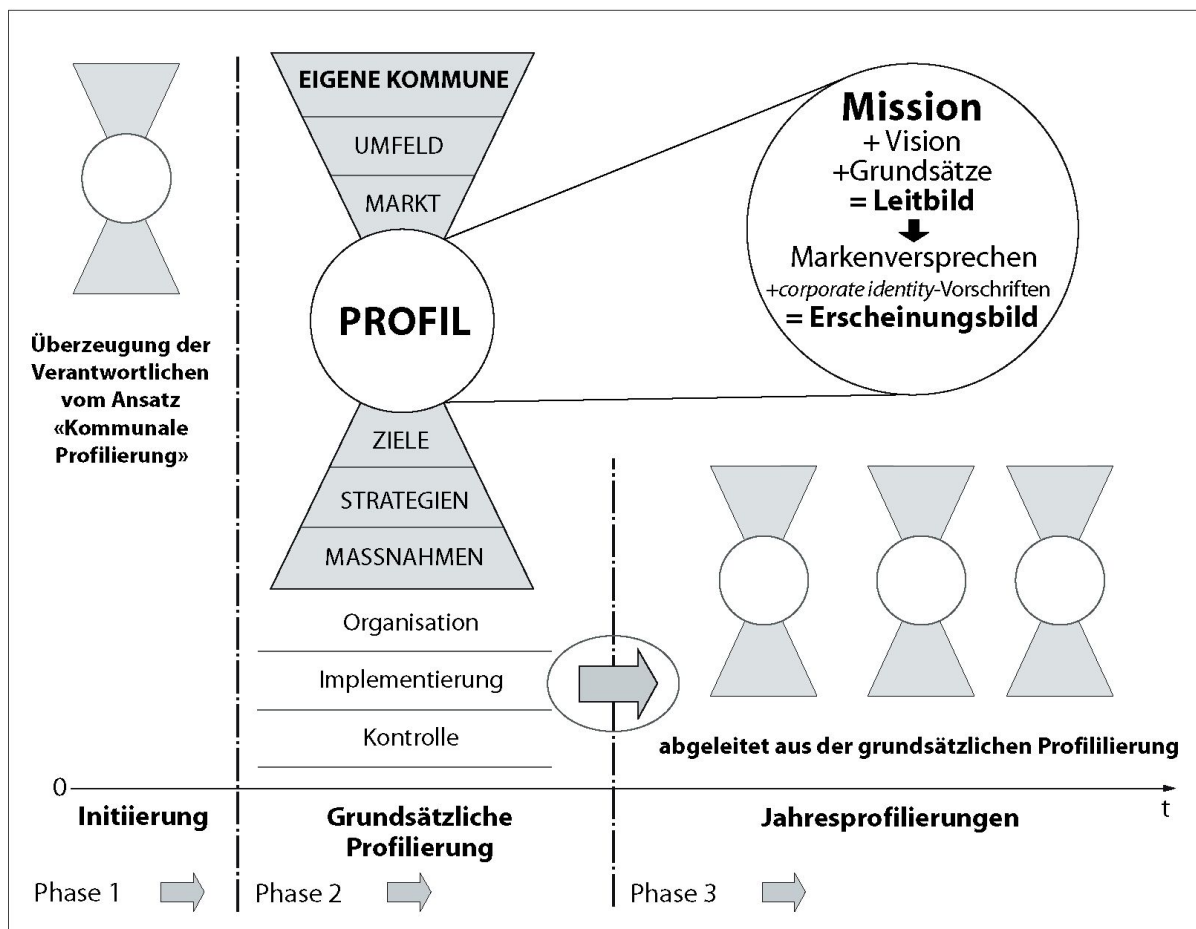 EIGENE KOMMUNE
UMFELD
MARKT
PROFIL
ZIELE
STRATEGIEN
MASSNAHMEN
Organisation
Implementierung
Kontrolle
Überzeugung der
Verantwortlichen
vom Ansatz
«Kommunale
Profilierung»
Mission
+ Vision
+Grundsätze
= Leitbild
Markenversprechen
+corporate identity-Vorschriften
= Erscheinungsbild
abgeleitet aus der grundsätzlichen Profililierung
0
t
Initiierung
Grundsätzliche
Profilierung
Jahresprofilierungen
Phase 1
Phase 2
Phase 3